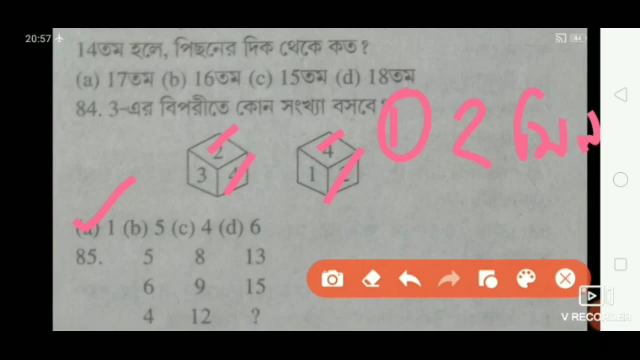 20:57
14তম হলে, পিছনের দিক থেকে কত?
(a) 17তম (b) 16তম (c) 15তম (d) 18তম
84. 3-এর বিপরীতে কোন সংখ্যা বসবে
① 2 মিন
2 4
3 4 1 2
(a) 1 (b) 5 (c) 4 (d) 6
85. 5 8 13
6 9 15
4 12 ?
V RECORDER